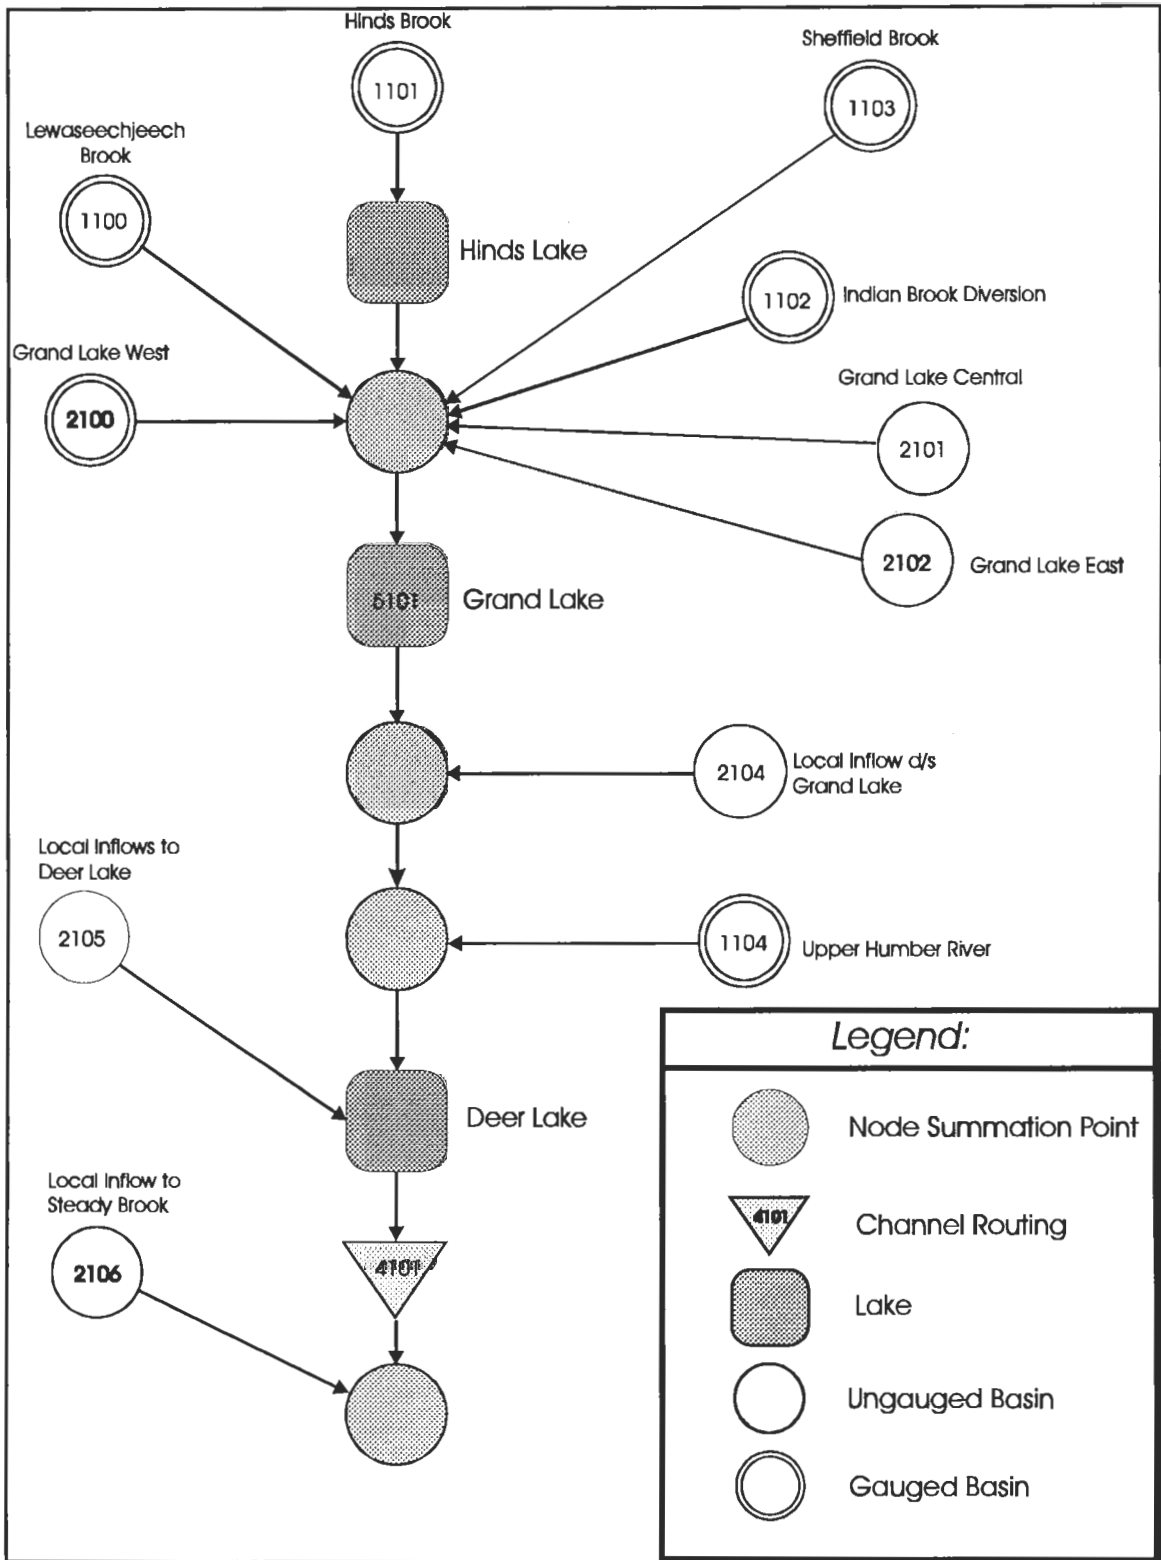 Hinds Brook
1101
Sheffield Brook
1103
Lewaseechjeech
Brook
1100
Hinds Lake
1102
Indian Brook Diversion
Grand Lake West
2100
Grand Lake Central
2101
2102
Grand Lake East
Grand Lake
2104
Local Inflow d/s
Grand Lake
Local Inflows to
Deer Lake
2105
1104
Upper Humber River
Deer Lake
Local Inflow to
Steady Brook
2106
4101
Legend:
Node Summation Point
4101
Channel Routing
Lake
Ungauged Basin
Gauged Basin